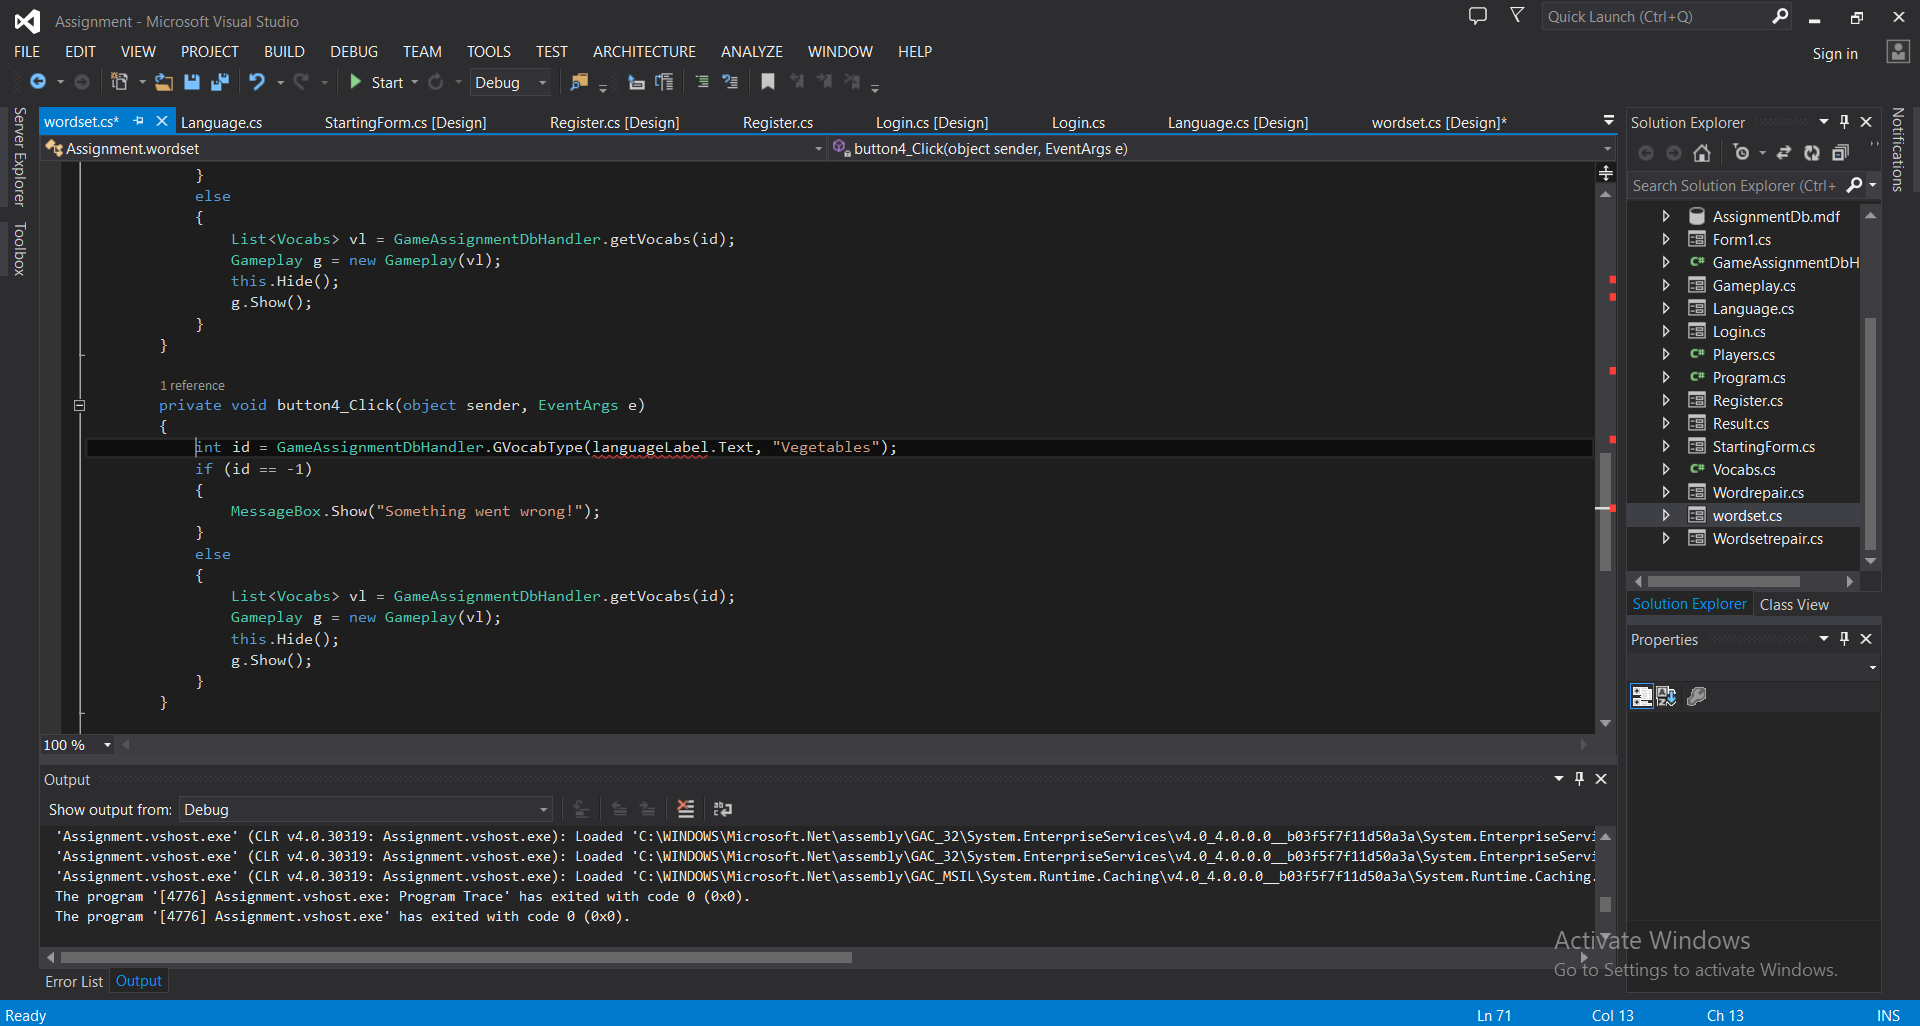 Assignment - Microsoft Visual Studio
Quick Launch (Ctrl+Q)
FILE EDIT VIEW PROJECT BUILD DEBUG TEAM TOOLS TEST ARCHITECTURE ANALYZE WINDOW HELP
Sign in
Start Debug
Server Explorer
Toolbox
wordset.cs* Language.cs StartingForm.cs [Design] Register.cs [Design] Register.cs Login.cs [Design] Login.cs Language.cs [Design] wordset.cs [Design]*
Assignment.wordset
button4_Click(object sender, EventArgs e)
}
else
{
List<Vocabs> vl = GameAssignmentDbHandler.getVocabs(id);
Gameplay g = new Gameplay(vl);
this.Hide();
g.Show();
}
}
1 reference
private void button4_Click(object sender, EventArgs e)
{
int id = GameAssignmentDbHandler.GVocabType(languageLabel.Text, "Vegetables");
if (id == -1)
{
MessageBox.Show("Something went wrong!");
}
else
{
List<Vocabs> vl = GameAssignmentDbHandler.getVocabs(id);
Gameplay g = new Gameplay(vl);
this.Hide();
g.Show();
}
}
100 %
Output
Show output from: Debug
'Assignment.vshost.exe' (CLR v4.0.30319: Assignment.vshost.exe): Loaded 'C:\WINDOWS\Microsoft.Net\assembly\GAC_32\System.EnterpriseServices\v4.0_4.0.0.0__b03f5f7f11d50a3a\System.EnterpriseServi
'Assignment.vshost.exe' (CLR v4.0.30319: Assignment.vshost.exe): Loaded 'C:\WINDOWS\Microsoft.Net\assembly\GAC_32\System.EnterpriseServices\v4.0_4.0.0.0__b03f5f7f11d50a3a\System.EnterpriseServi
'Assignment.vshost.exe' (CLR v4.0.30319: Assignment.vshost.exe): Loaded 'C:\WINDOWS\Microsoft.Net\assembly\GAC_MSIL\System.Runtime.Caching\v4.0_4.0.0.0__b03f5f7f11d50a3a\System.Runtime.Caching.
The program '[4776] Assignment.vshost.exe: Program Trace' has exited with code 0 (0x0).
The program '[4776] Assignment.vshost.exe' has exited with code 0 (0x0).
Error List Output
Solution Explorer
Search Solution Explorer (Ctrl+
AssignmentDb.mdf
Form1.cs
C# GameAssignmentDbH
Gameplay.cs
Language.cs
Login.cs
C# Players.cs
C# Program.cs
Register.cs
Result.cs
StartingForm.cs
C# Vocabs.cs
Wordrepair.cs
wordset.cs
Wordsetrepair.cs
Solution Explorer Class View
Properties
Notifications
Activate Windows
Go to Settings to activate Windows.
Ready Ln 71 Col 13 Ch 13 INS